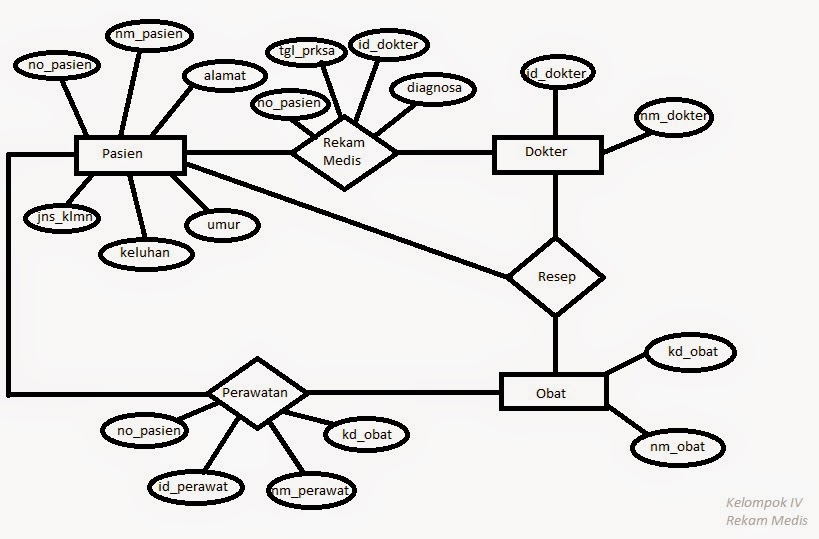 nm_pasien
no_pasien
alamat
tgl_prksa
id_dokter
no_pasien
diagnosa
id_dokter
nm_dokter
Pasien
Rekam
Medis
Dokter
jns_klmn
keluhan
umur
Resep
Perawatan
Obat
kd_obat
nm_obat
no_pasien
id_perawat
nm_perawat
kd_obat
Kelompok IV
Rekam Medis